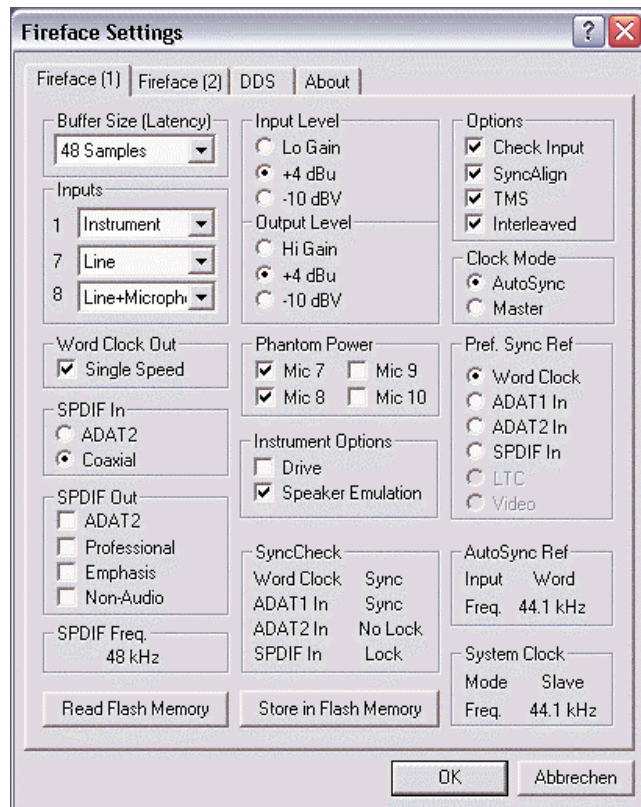 Fireface Settings
Fireface (1) Fireface (2) DDS About
Buffer Size (Latency)
48 Samples
Inputs
1 Instrument
7 Line
8 Line+Microph
Word Clock Out
Single Speed
SPDIF In
ADAT2
Coaxial
SPDIF Out
ADAT2
Professional
Emphasis
Non-Audio
SPDIF Freq.
48 kHz
Read Flash Memory
Input Level
Lo Gain
+4 dBu
-10 dBV
Output Level
Hi Gain
+4 dBu
-10 dBV
Phantom Power
Mic 7 Mic 9
Mic 8 Mic 10
Instrument Options
Drive
Speaker Emulation
SyncCheck
Word Clock Sync
ADAT1 In Sync
ADAT2 In No Lock
SPDIF In Lock
Store in Flash Memory
Options
Check Input
SyncAlign
TMS
Interleaved
Clock Mode
AutoSync
Master
Pref. Sync Ref
Word Clock
ADAT1 In
ADAT2 In
SPDIF In
LTC
Video
AutoSync Ref
Input Word
Freq. 44.1 kHz
System Clock
Mode Slave
Freq. 44.1 kHz
OK Abbrechen